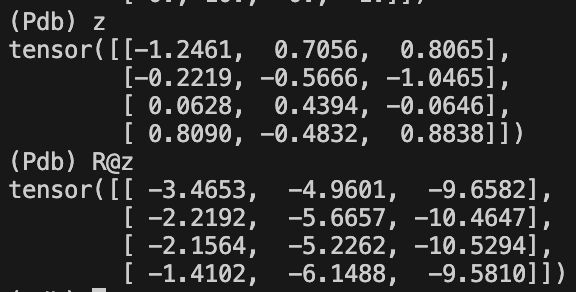 (Pdb) z
tensor([[-1.2461, 0.7056, 0.8065],
[-0.2219, -0.5666, -1.0465],
[ 0.0628, 0.4394, -0.0646],
[ 0.8090, -0.4832, 0.8838]])
(Pdb) R@z
tensor([[ -3.4653, -4.9601, -9.6582],
[ -2.2192, -5.6657, -10.4647],
[ -2.1564, -5.2262, -10.5294],
[ -1.4102, -6.1488, -9.5810]])